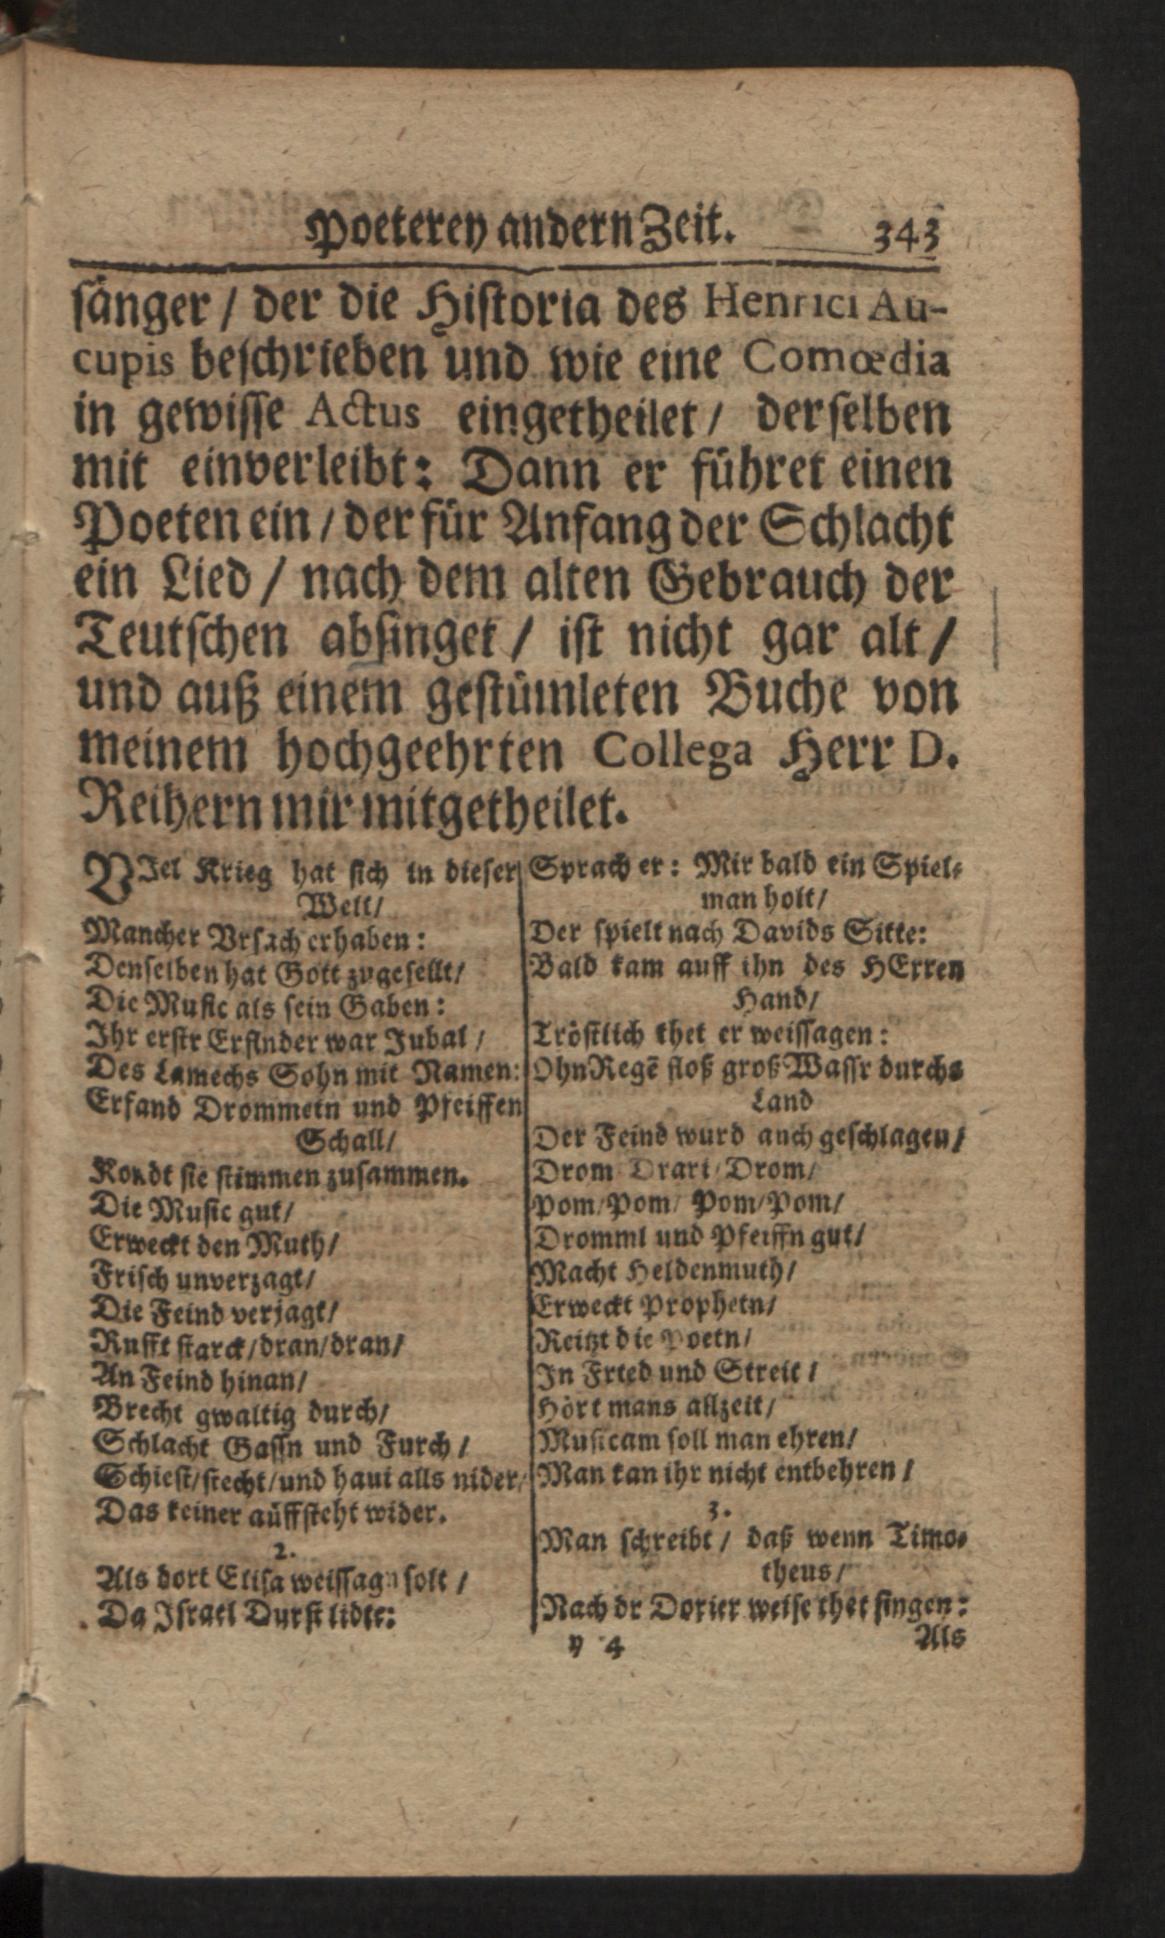 Poeterey andern Zeit. 343
sänger / der die Historia des Henrici Au-
cupis beschrieben und wie eine Comœdia
in gewisse Actus eingetheilet / derselben
mit einverleibt: Dann er führet einen
Poeten ein / der für Anfang der Schlacht
ein Lied / nach dem alten Gebrauch der
Teutschen absinget / ist nicht gar alt /
und auß einem gestümleten Buche von
meinem hochgeehrten Collega Herr D.
Reihern mir mitgetheilet.
VJel Krieg hat sich in dieser
Welt /
Mancher Vrsach erhaben:
Denselben hat Gott zugesellt /
Die Music als sein Gaben:
Ihr erstr Erfinder war Jubal /
Des Lamechs Sohn mit Namen:
Erfand Drommetn und Pfeiffen
Schall /
Kondt sie stimmen zusammen.
Die Music gut /
Erweckt den Muth /
Frisch unverzagt /
Die Feind verjagt /
Rufft starck / dran / dran /
An Feind hinan /
Brecht gwaltig durch /
Schlacht Gassn und Furch /
Schiest / stecht / und haut alls nider /
Das keiner auffsteht wider.
2.
Als dort Elisa weissagn solt /
Da Israel Durst lidte:
Sprach er: Mir bald ein Spiel-
man holt /
Der spielt nach Davids Sitte:
Bald kam auff ihn des HErren
Hand /
Tröstlich thet er weissagen:
Ohn Regē floß groß Wassr durchs
Land
Der Feind wurd auch geschlagen /
Drom Drari / Drom /
Pom / Pom / Pom / Pom /
Dromml und Pfeiffn gut /
Macht Heldenmuth /
Erweckt Prophetn /
Reitzt die Poetn /
In Fried und Streit /
Hört mans allzeit /
Musicam soll man ehren /
Man kan ihr nicht entbehren /
3.
Man schreibt / daß wenn Timo-
theus /
Nach dr Dorier weise thet singen:
y 4 Als